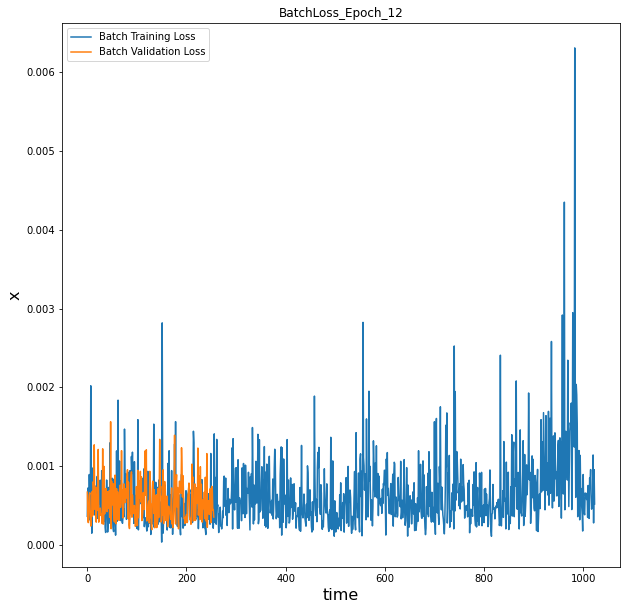 BatchLoss_Epoch_12
Batch Training Loss
Batch Validation Loss
0.006
0.005
0.004
0.003
0.002
0.001
0.000
x
0 200 400 600 800 1000
time